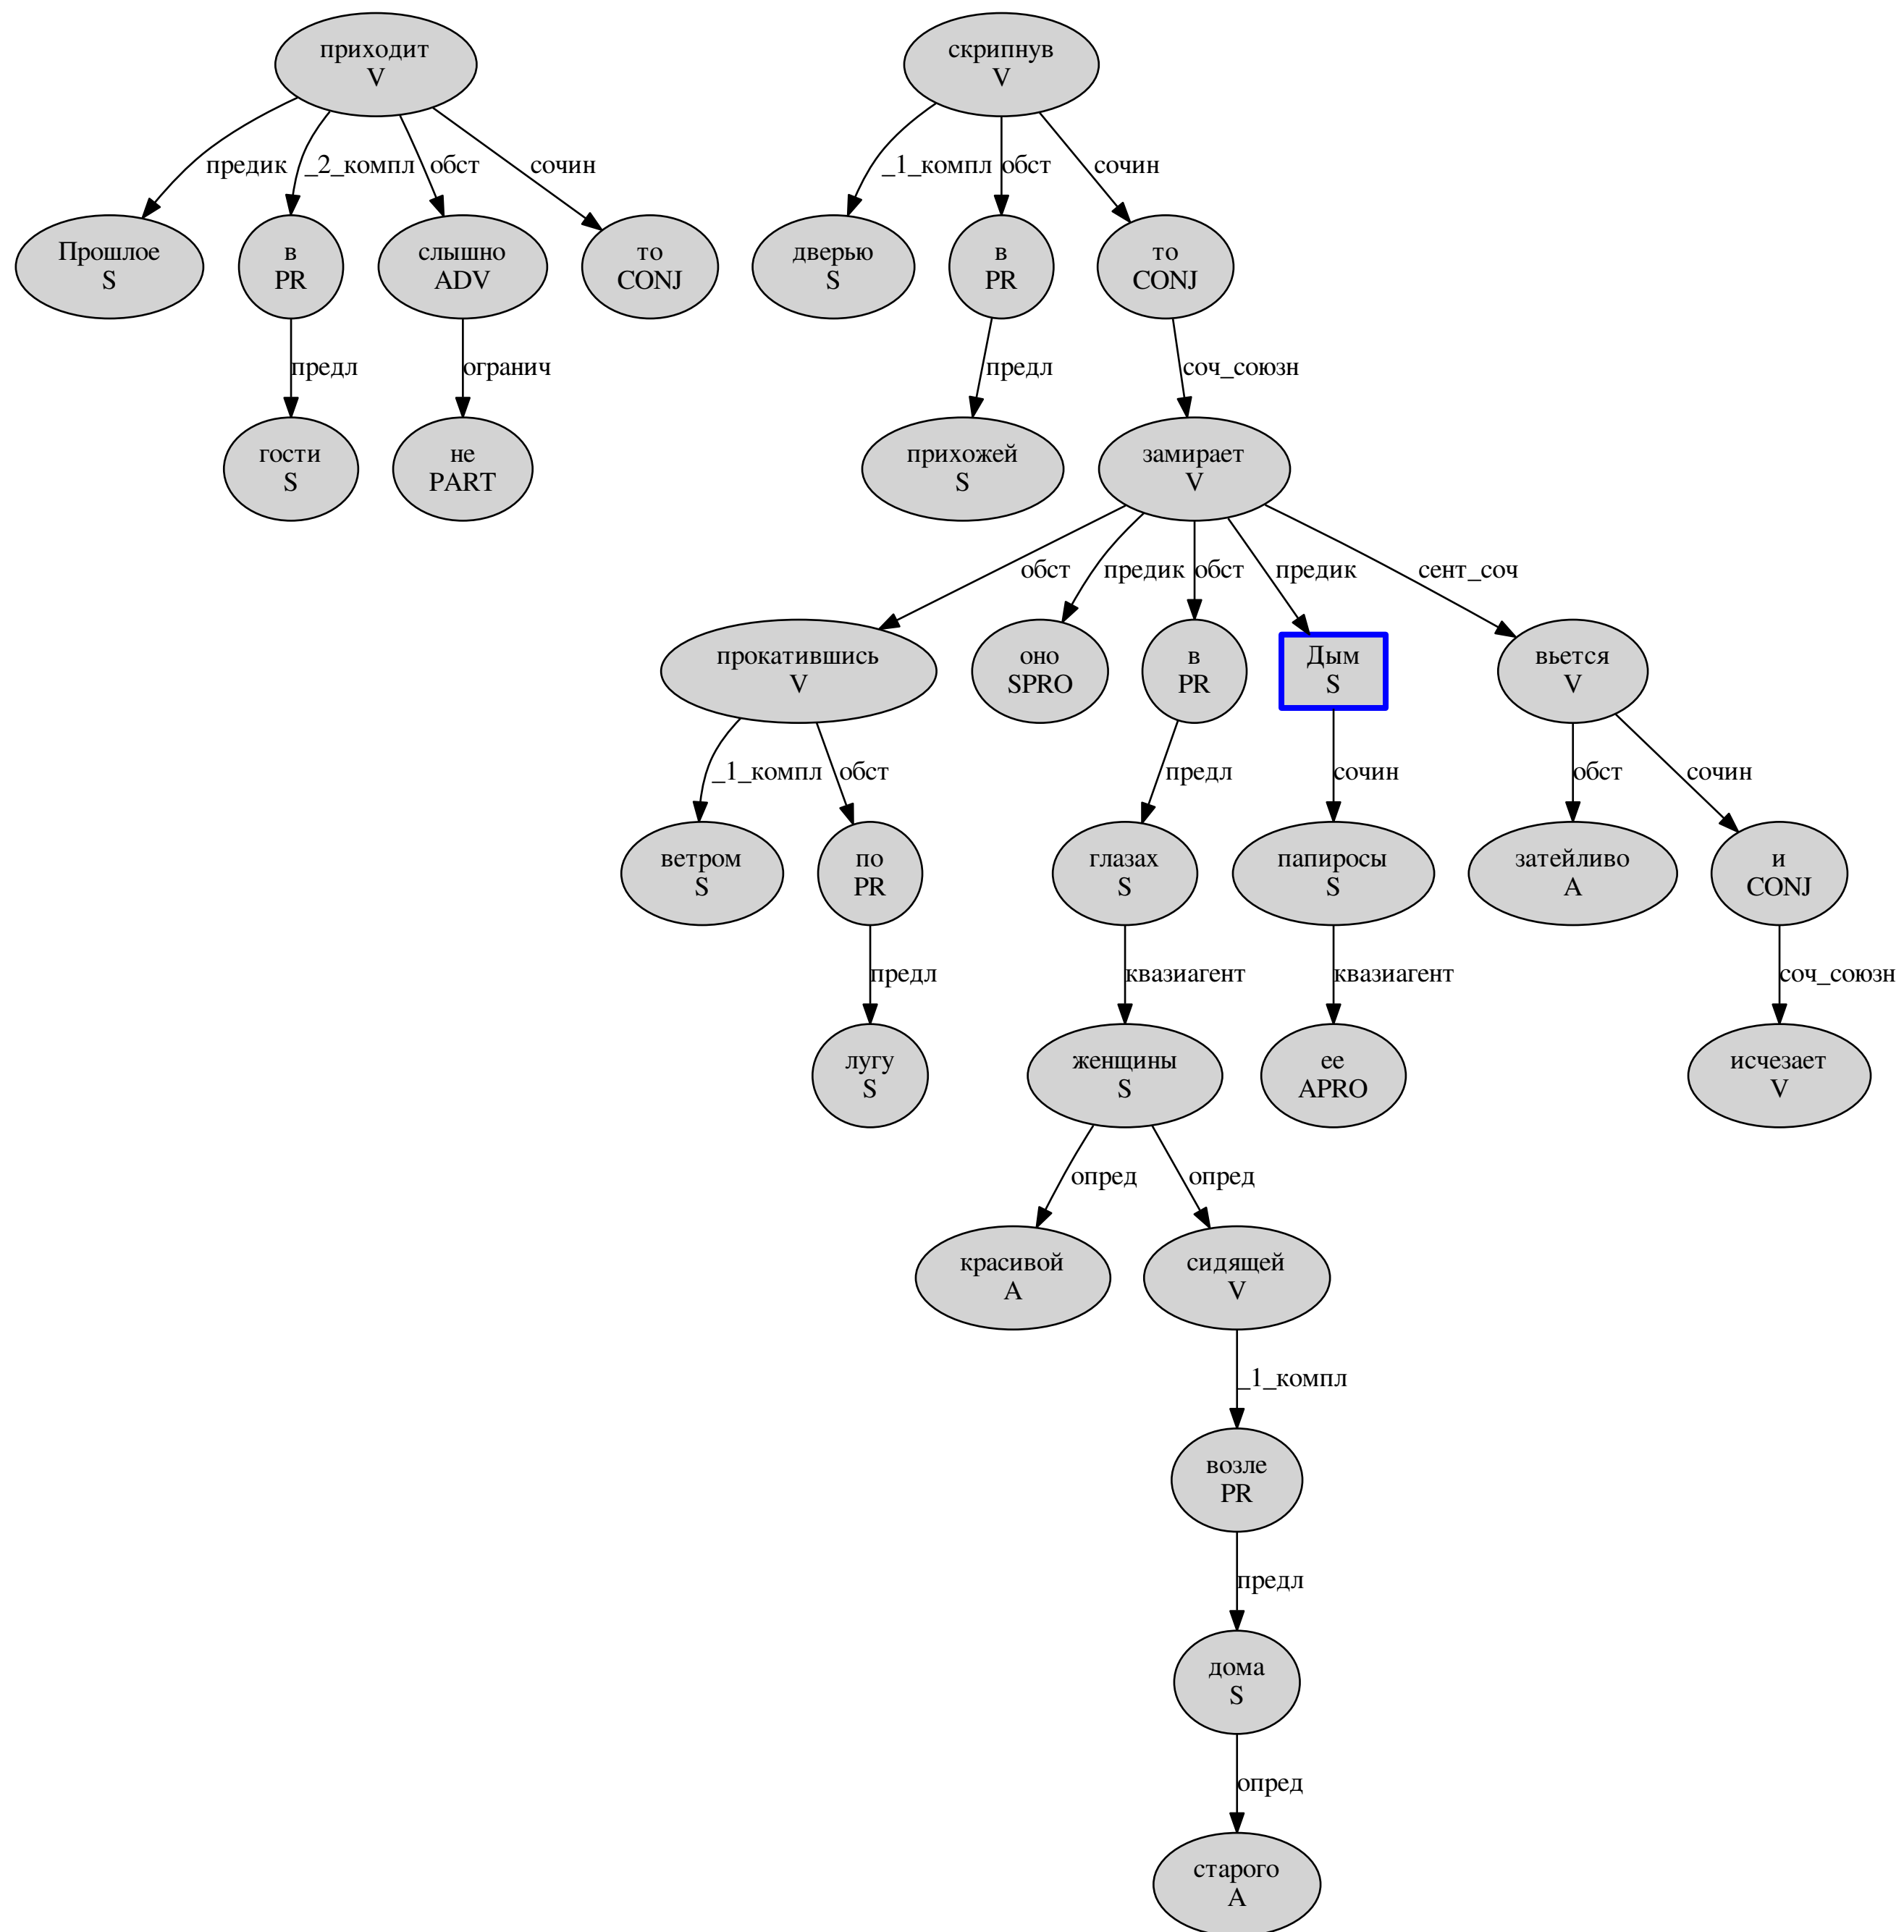 приходит
V
скрипнув
V
предик
_2_компл
обст
сочин
_1_компл
обст
сочин
Прошлое
S
в
PR
слышно
ADV
то
CONJ
дверью
S
в
PR
то
CONJ
предл
огранич
предл
соч_союзн
гости
S
не
PART
прихожей
S
замирает
V
обст
предик
обст
предик
сент_соч
прокатившись
V
оно
SPRO
в
PR
Дым
S
вьется
V
_1_компл
обст
предл
сочин
обст
сочин
ветром
S
по
PR
глазах
S
папиросы
S
затейливо
A
и
CONJ
предл
квазиагент
квазиагент
соч_союзн
лугу
S
женщины
S
ее
APRO
исчезает
V
опред
опред
красивой
A
сидящей
V
_1_компл
возле
PR
предл
дома
S
опред
старого
A